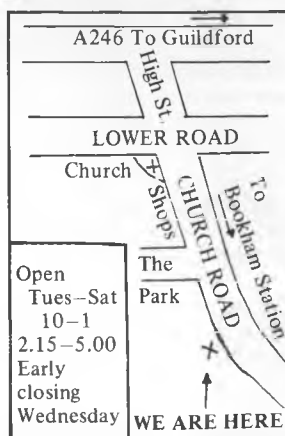 A246 To Guildford
High St.
LOWER ROAD
Church
Shops
CHURCH ROAD
To
Bookham Station
The
Park
Open
Tues–Sat
10–1
2.15–5.00
Early
closing
Wednesday
WE ARE HERE